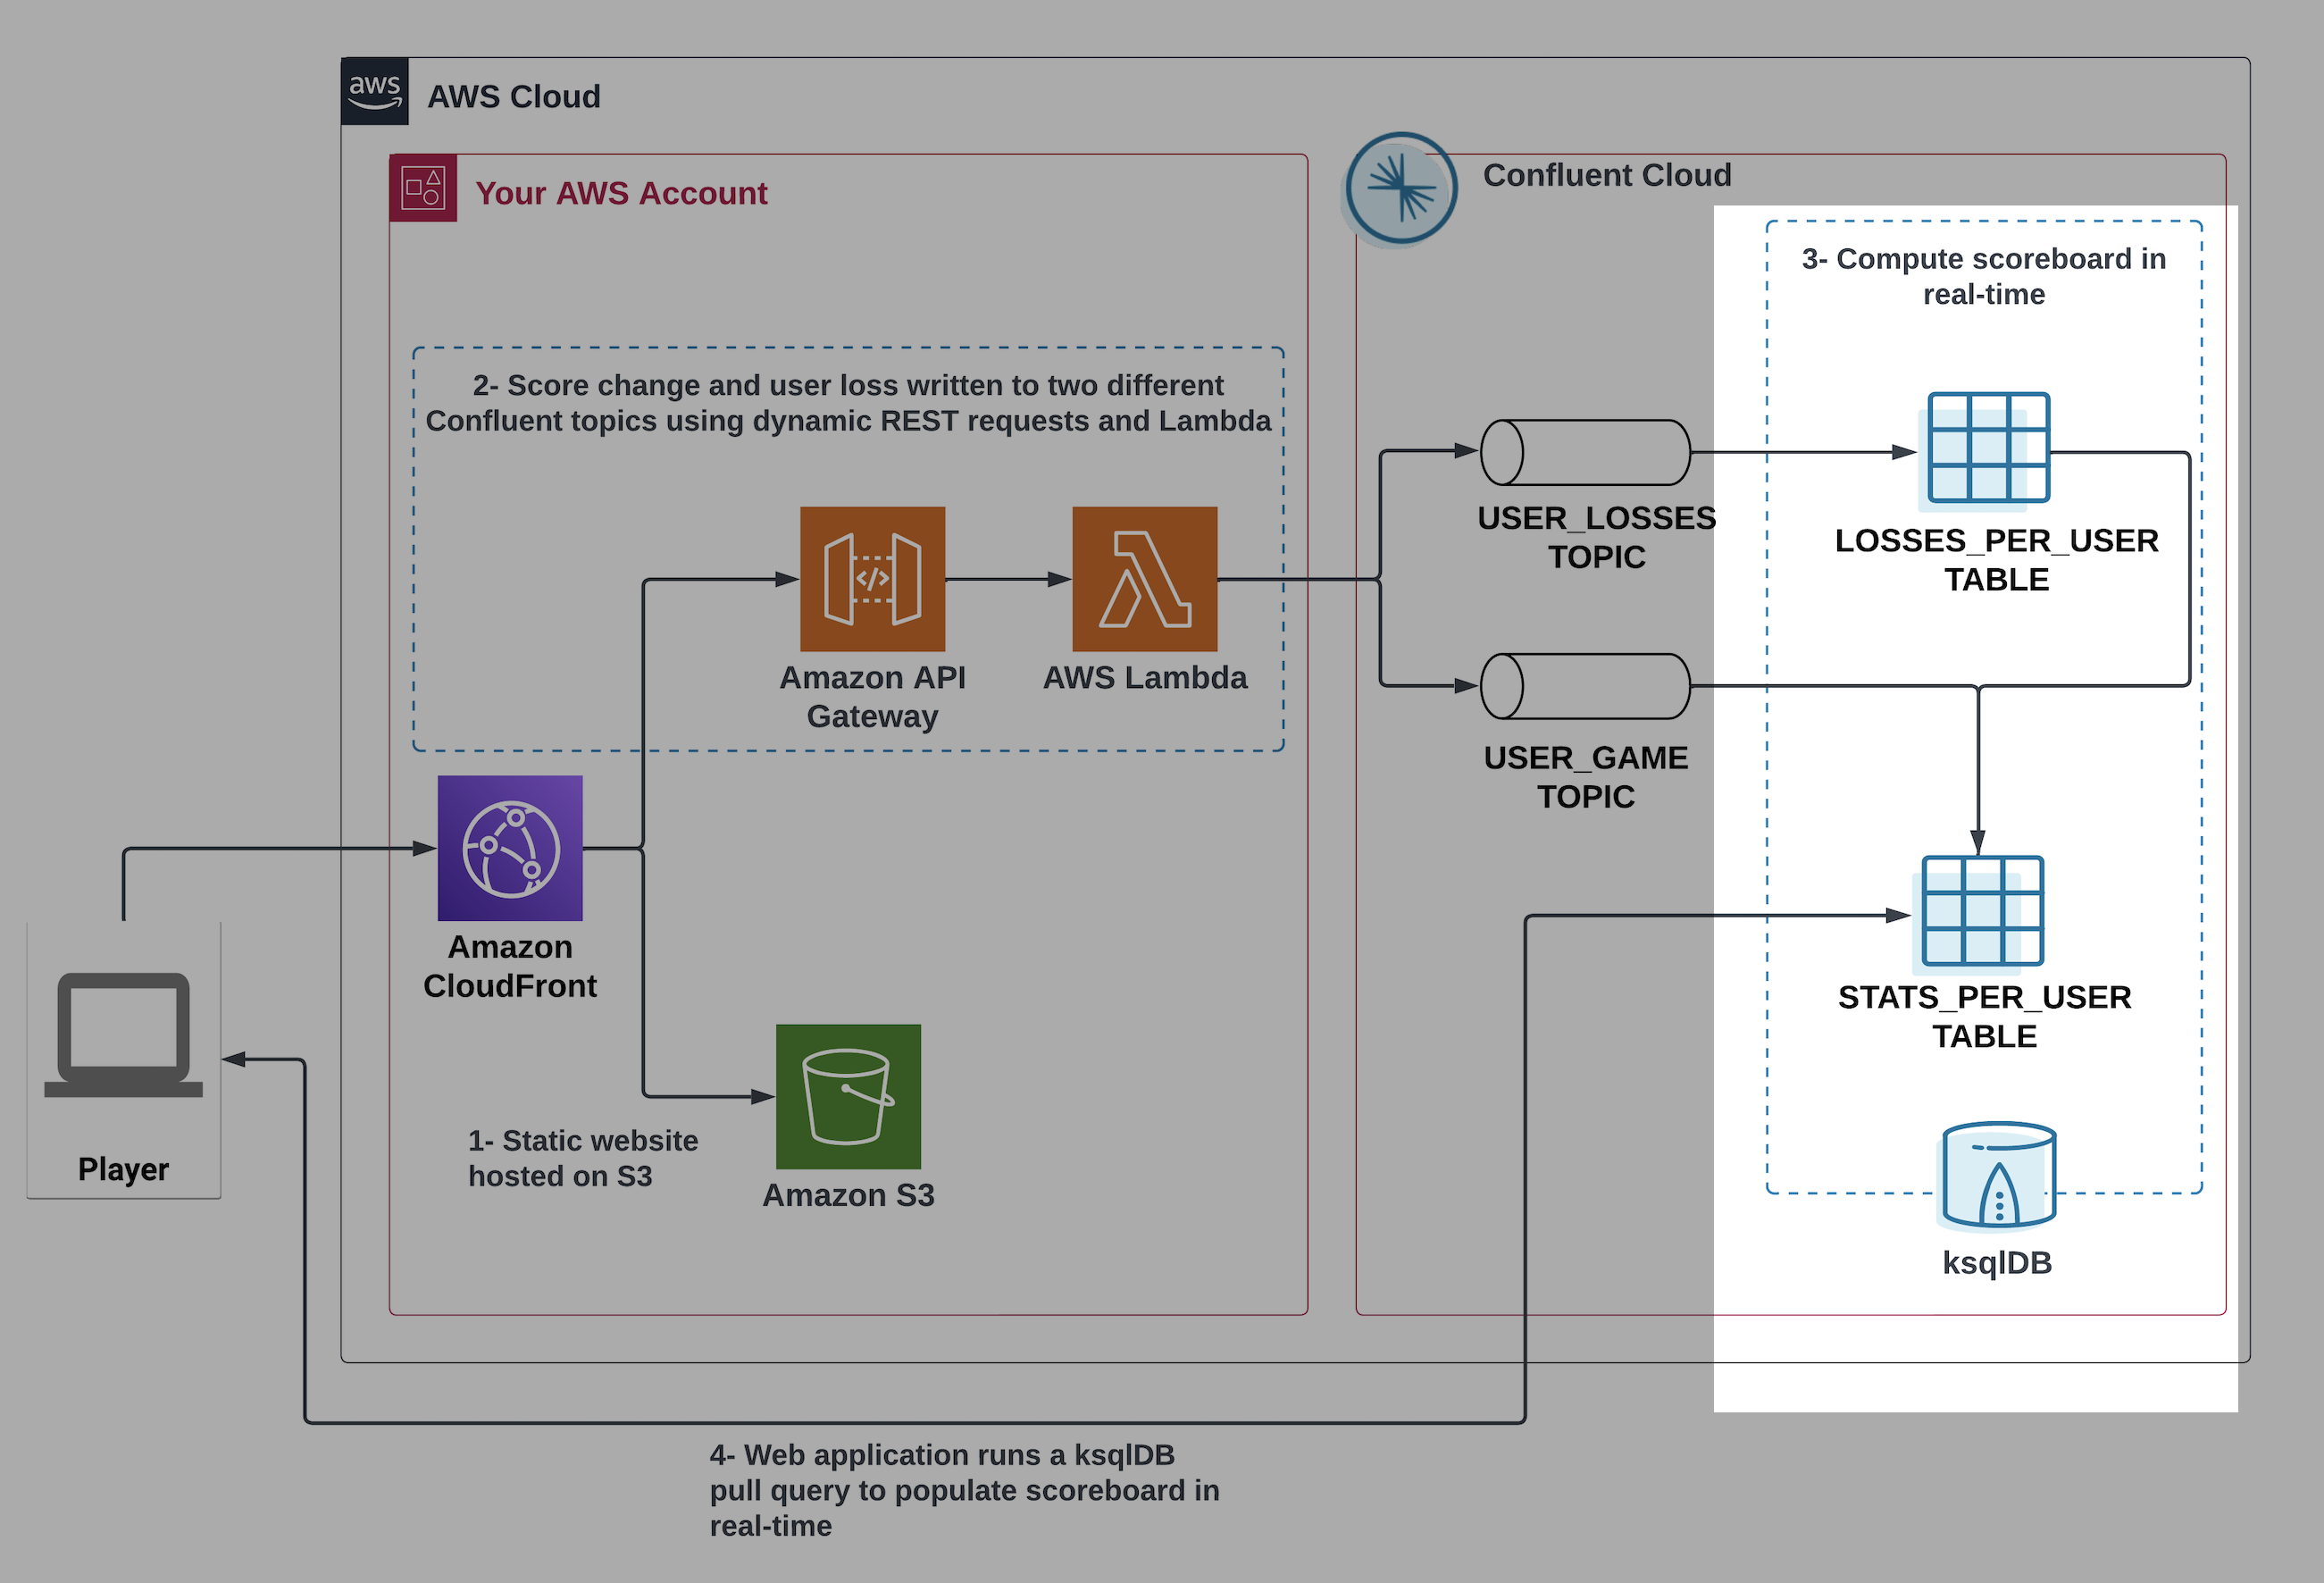 aws
AWS Cloud
Your AWS Account
Confluent Cloud
3- Compute scoreboard in
real-time
2- Score change and user loss written to two different
Confluent topics using dynamic REST requests and Lambda
USER_LOSSES
TOPIC
LOSSES_PER_USER
TABLE
Amazon API
Gateway
AWS Lambda
USER_GAME
TOPIC
Amazon
CloudFront
STATS_PER_USER
TABLE
Player
1- Static website
hosted on S3
Amazon S3
ksqlDB
4- Web application runs a ksqlDB
pull query to populate scoreboard in
real-time